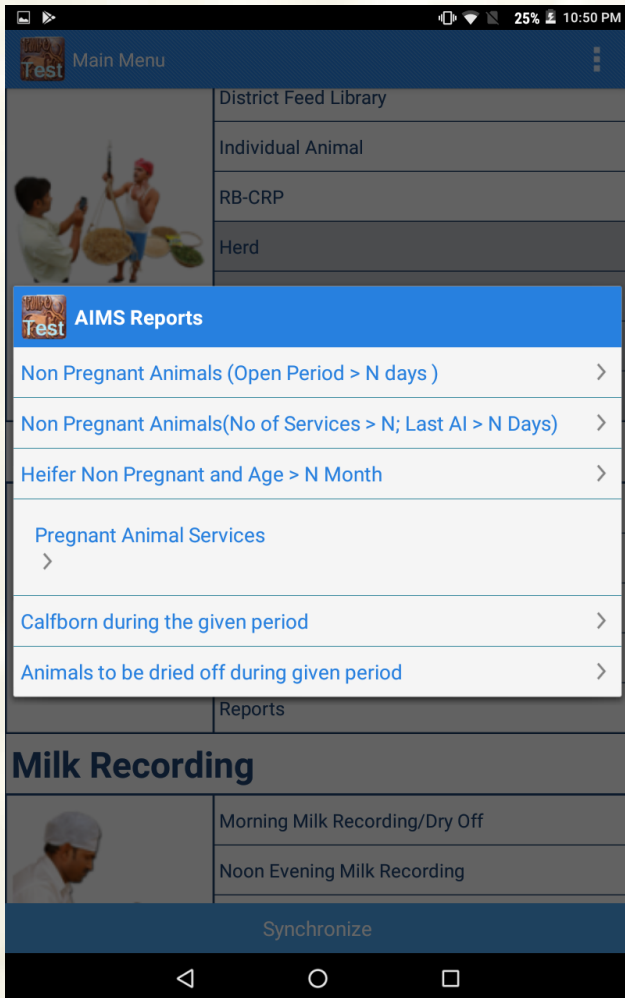 25% 10:50 PM
Test Main Menu
District Feed Library
Individual Animal
RB-CRP
Herd
Test AIMS Reports
Non Pregnant Animals (Open Period > N days )
Non Pregnant Animals(No of Services > N; Last AI > N Days)
Heifer Non Pregnant and Age > N Month
Pregnant Animal Services
Calfborn during the given period
Animals to be dried off during given period
Reports
Milk Recording
Morning Milk Recording/Dry Off
Noon Evening Milk Recording
Synchronize